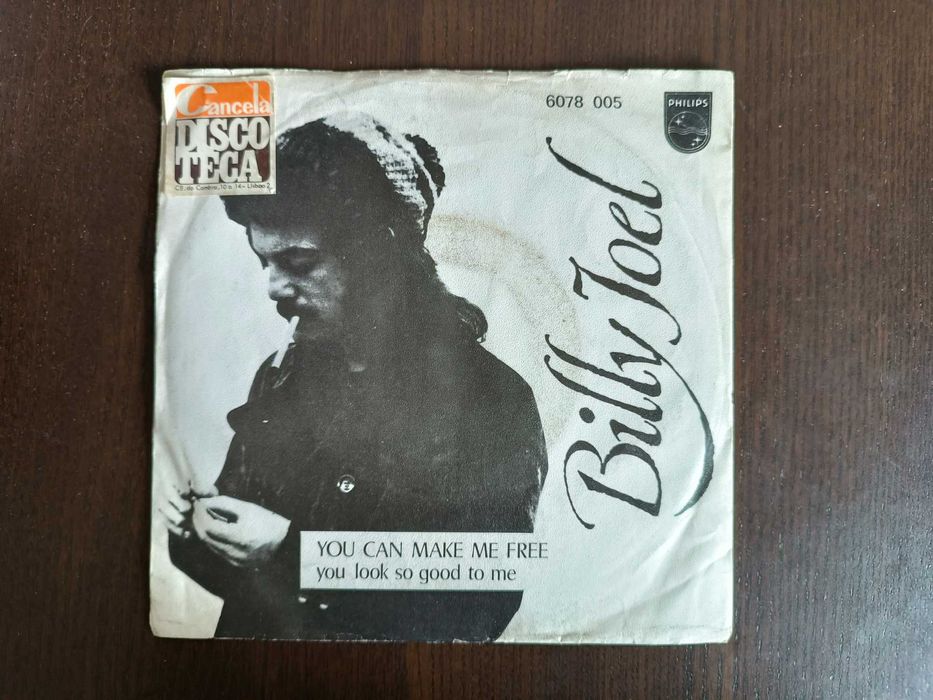 Cancela
DISCO
TECA
6078 005
PHILIPS
Billy Joel
YOU CAN MAKE ME FREE
you look so good to me